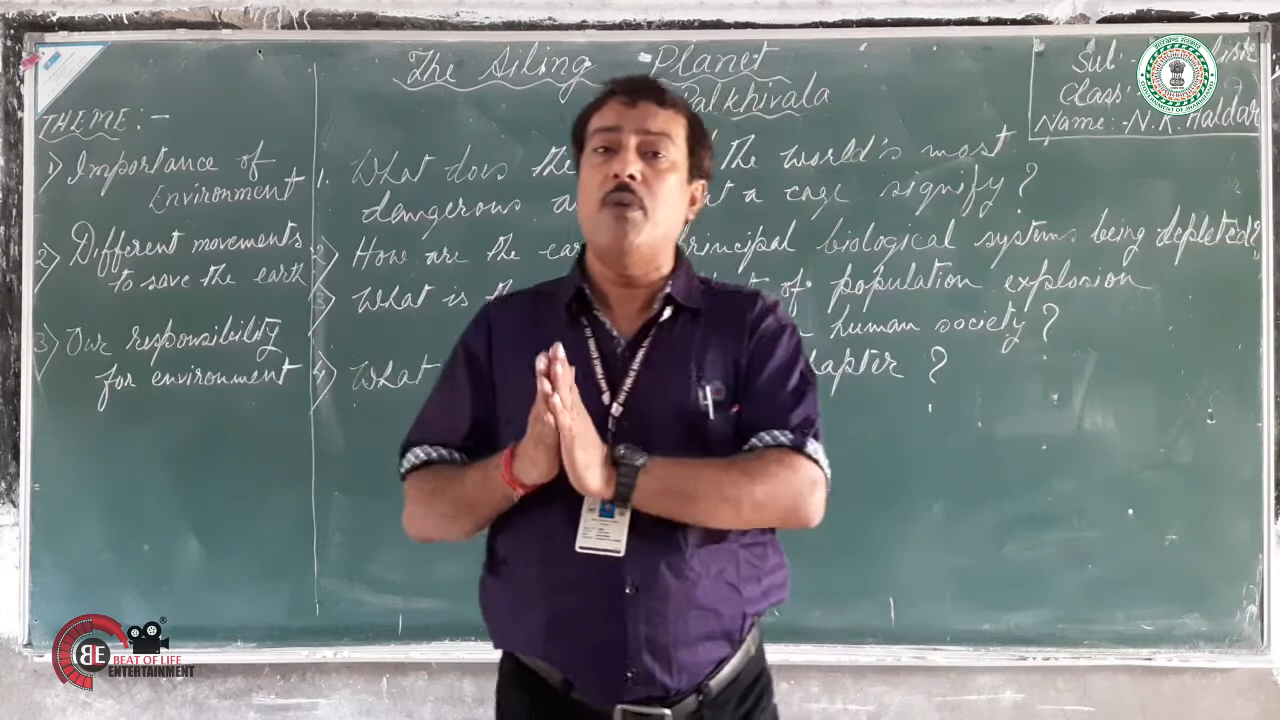 The Ailing Planet
Palkhivala
Sub:-
Class
Name:- N. K. Haldar
THEME:-
1) Importance of
Environment
2) Different movements
to save the earth
3) Our responsibility
for environment
1. What does the the world's most
dangerous a cage signify?
2) How are the principal biological systems being depleted?
3) What is of population explosion
human society?
4) What ?
GOVERNMENT OF JHARKHAND
BEAT OF LIFE
ENTERTAINMENT